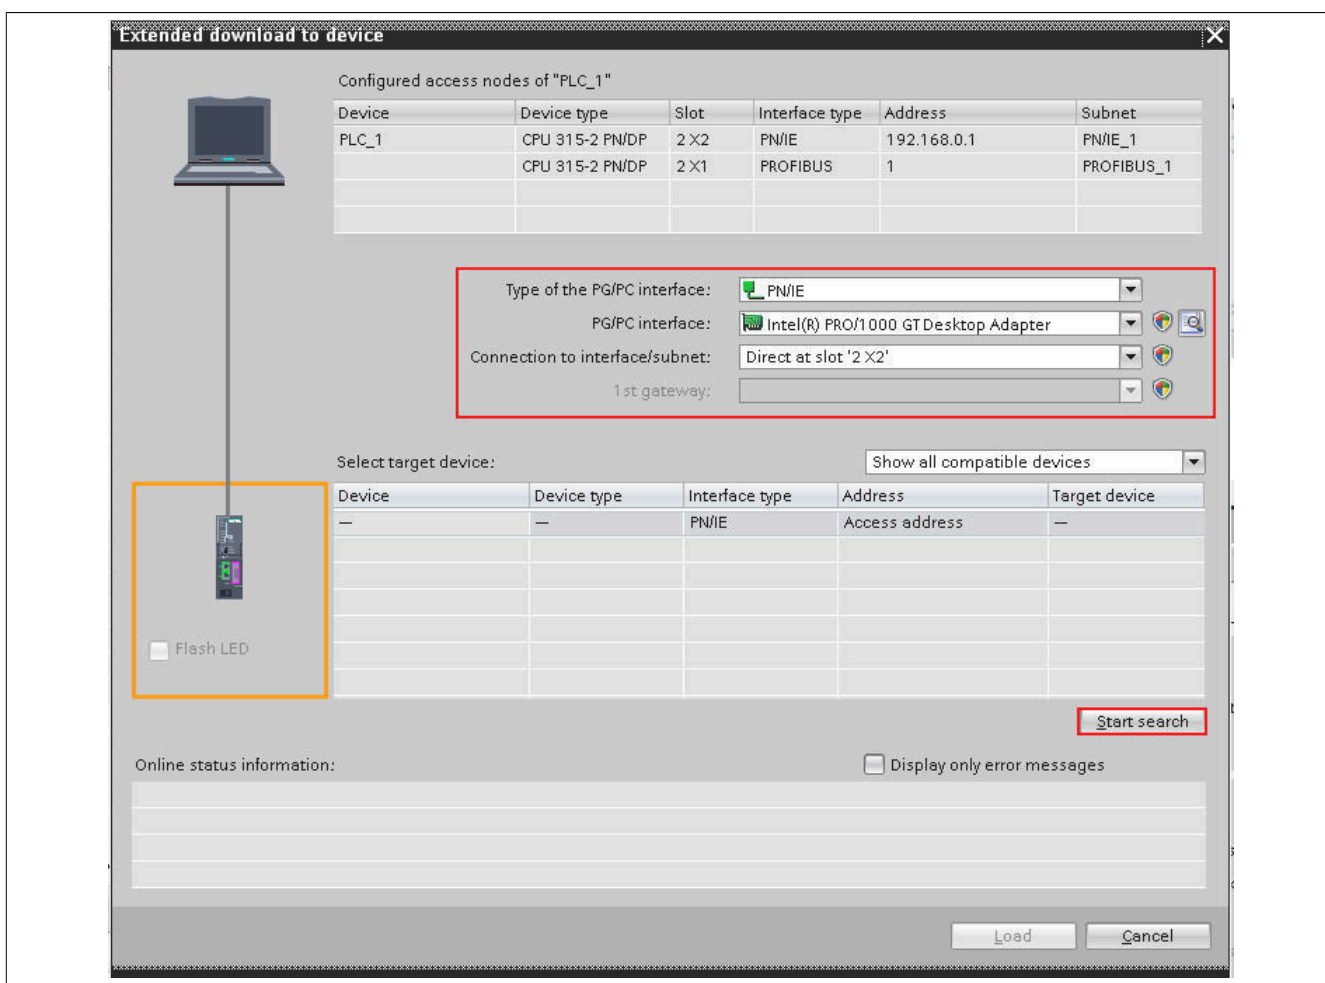 Extended download to device
Configured access nodes of "PLC_1"
Device Device type Slot Interface type Address Subnet
PLC_1 CPU 315-2 PN/DP 2 X2 PN/IE 192.168.0.1 PN/IE_1
CPU 315-2 PN/DP 2 X1 PROFIBUS 1 PROFIBUS_1
Type of the PG/PC interface: PN/IE
PG/PC interface: Intel(R) PRO/1000 GT Desktop Adapter
Connection to interface/subnet: Direct at slot '2 X2'
1st gateway:
Select target device: Show all compatible devices
Device Device type Interface type Address Target device
— — PN/IE Access address —
Flash LED
Start search
Online status information: Display only error messages
Load Cancel